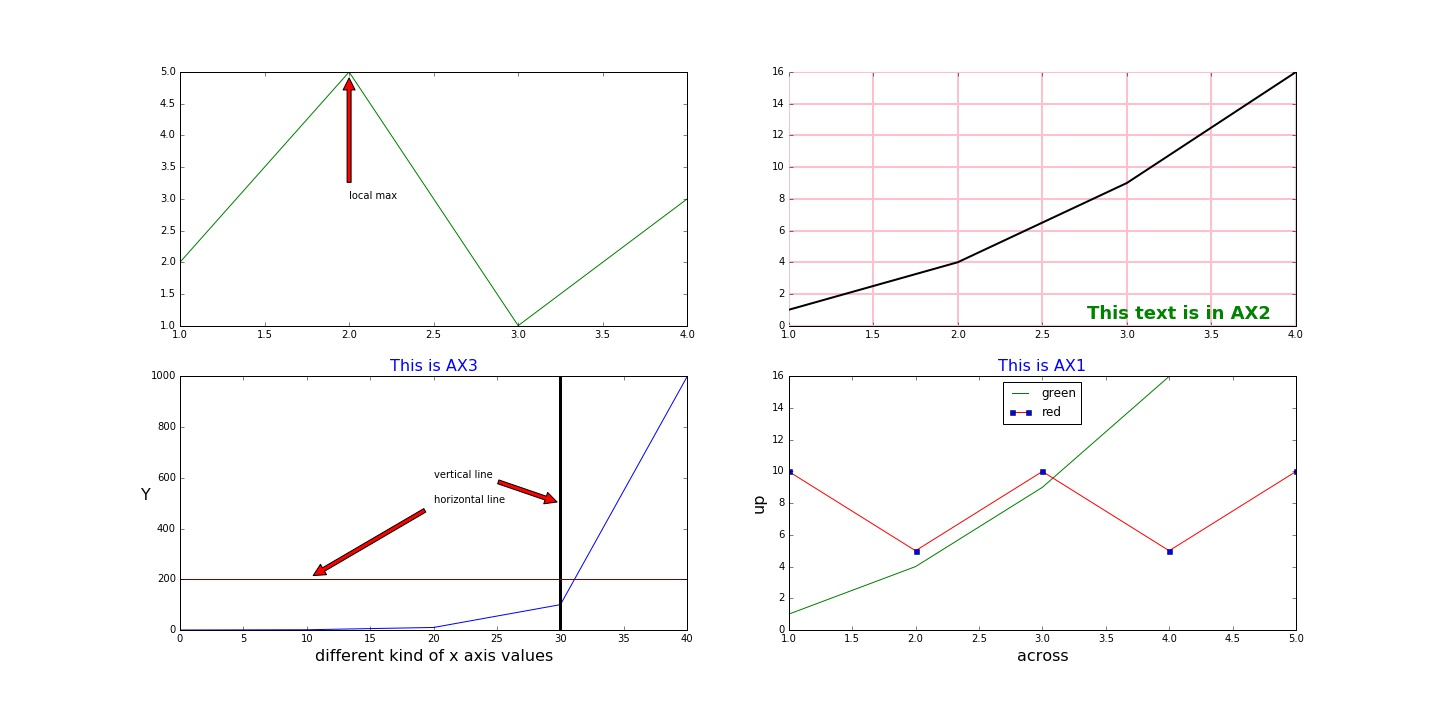 5.0
4.5
4.0
3.5
3.0
2.5
2.0
1.5
1.0
local max
1.0 1.5 2.0 2.5 3.0 3.5 4.0
16
14
12
10
8
6
4
2
0
This text is in AX2
1.0 1.5 2.0 2.5 3.0 3.5 4.0
This is AX3
1000
800
600
400
200
0
Y
vertical line
horizontal line
0 5 10 15 20 25 30 35 40
different kind of x axis values
This is AX1
16
14
12
10
8
6
4
2
0
up
green
red
1.0 1.5 2.0 2.5 3.0 3.5 4.0 4.5 5.0
across